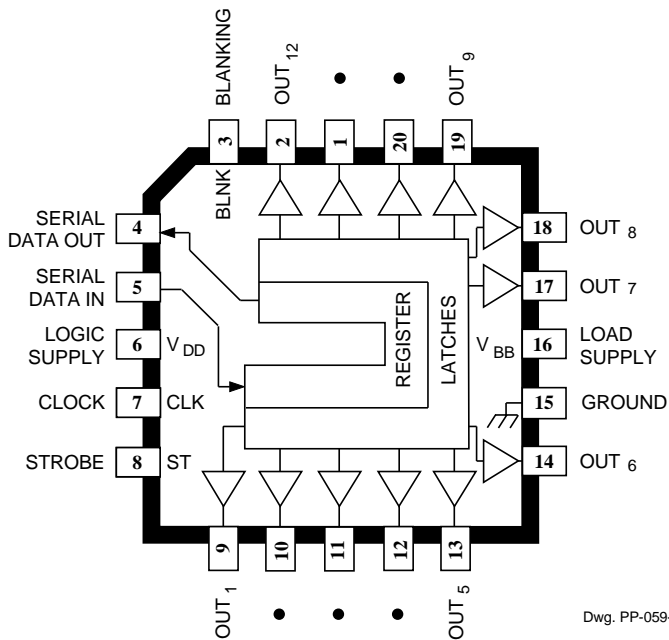 BLANKING
OUT 12
• •
OUT 9
3
2
1
20
19
BLNK
SERIAL
DATA OUT
4
18
OUT 8
SERIAL
DATA IN
5
17
OUT 7
LOGIC
SUPPLY
6
V DD
REGISTER
LATCHES
V BB
16
LOAD
SUPPLY
CLOCK
7
CLK
15
GROUND
STROBE
8
ST
14
OUT 6
9
10
11
12
13
OUT 1
• • •
OUT 5
Dwg. PP-059-